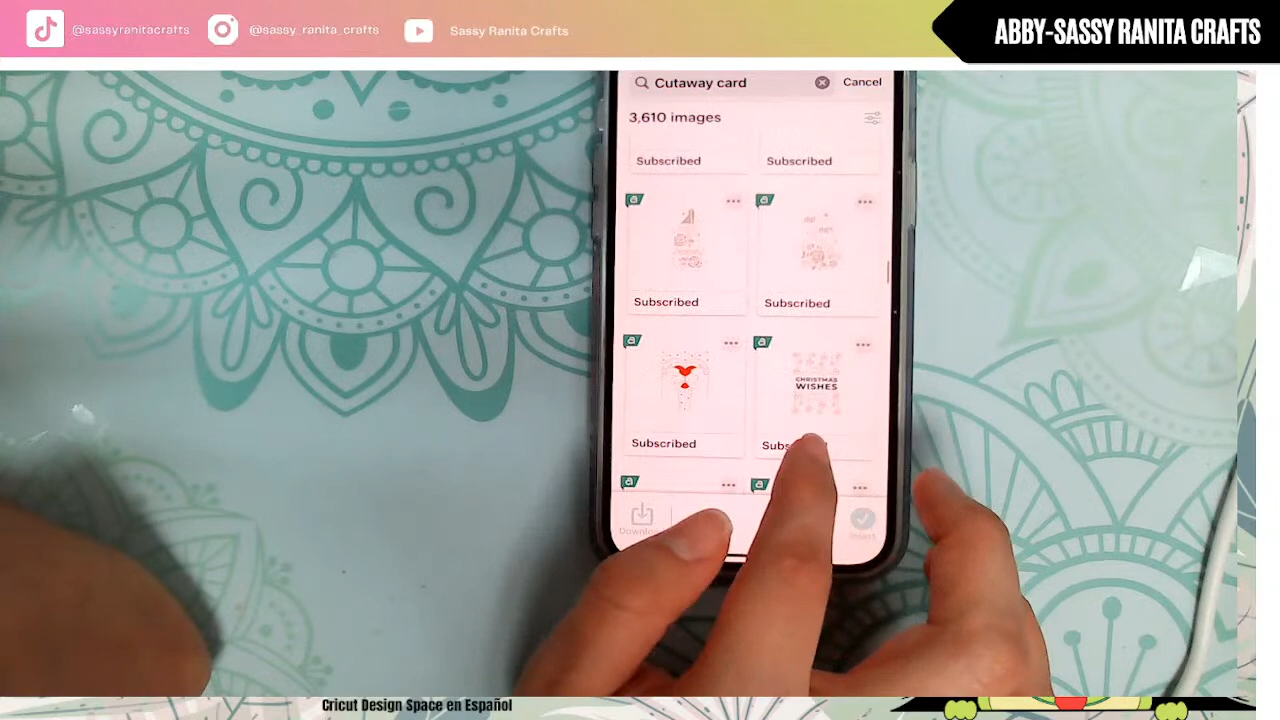 @sassyranitacrafts
@sassy_ranita_crafts
Sassy Ranita Crafts
ABBY-SASSY RANITA CRAFTS
Cutaway card
Cancel
3,610 images
Subscribed
Subscribed
Subscribed
Subscribed
CHRISTMAS
WISHES
Subscribed
Insert
Cricut Design Space en Español